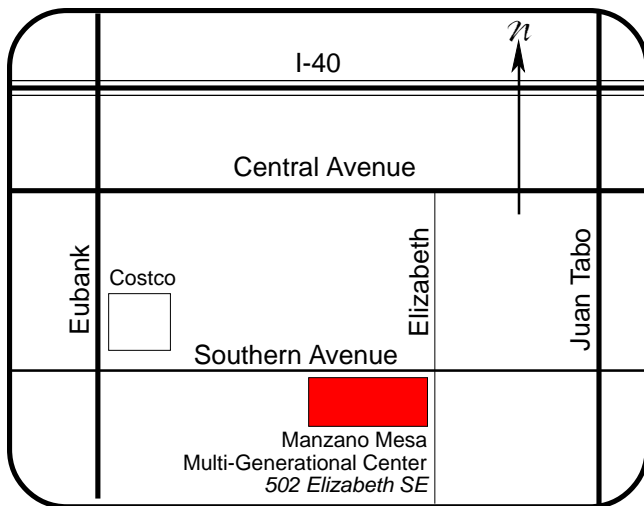 n
I-40
Central Avenue
Eubank
Costco
Elizabeth
Juan Tabo
Southern Avenue
Manzano Mesa
Multi-Generational Center
502 Elizabeth SE